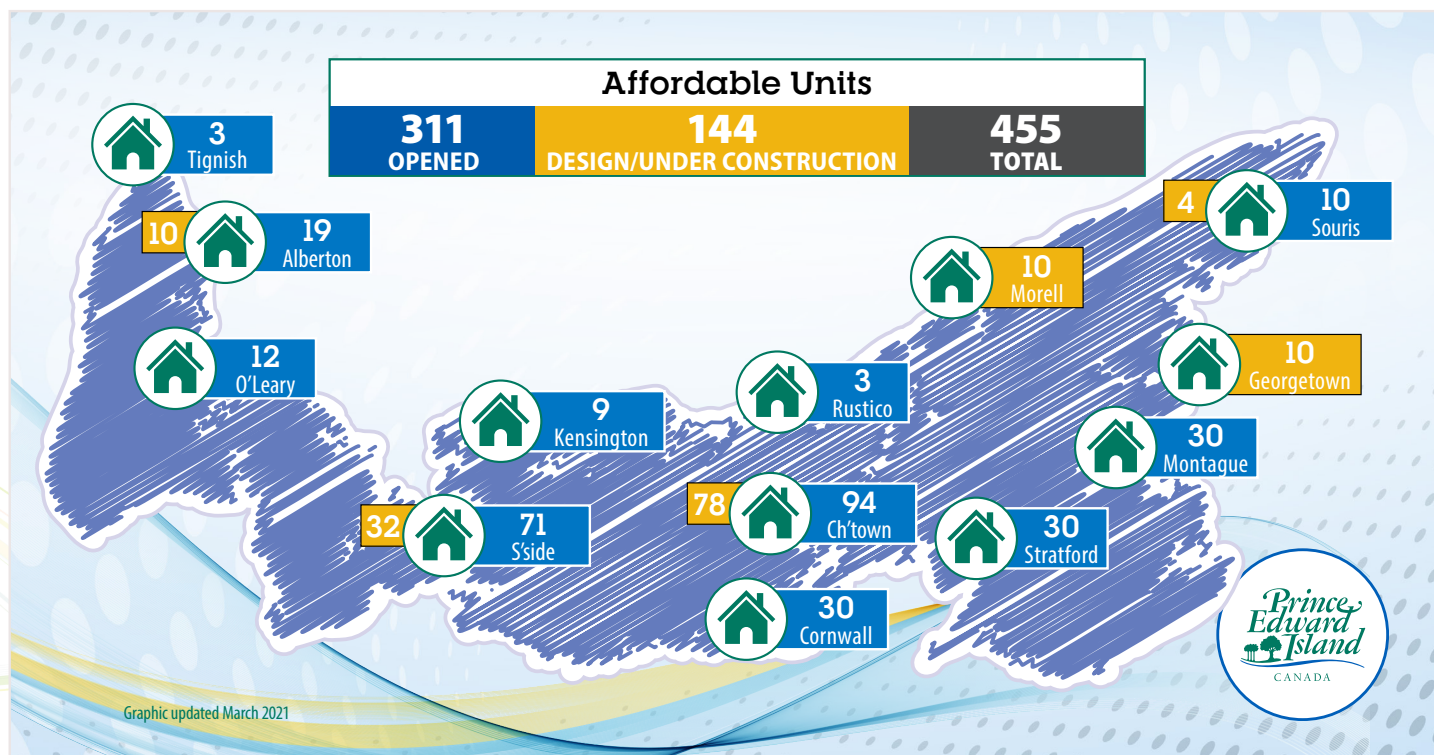 Affordable Units
311 144 455
OPENED DESIGN/UNDER CONSTRUCTION TOTAL
3
Tignish
10 19
Alberton
4 10
Souris
10
Morell
12
O'Leary
10
Georgetown
3
Rustico
9
Kensington
30
Montague
78 94
Ch'town
32 71
S'side
30
Stratford
30
Cornwall
Prince
Edward
Island
CANADA
Graphic updated March 2021